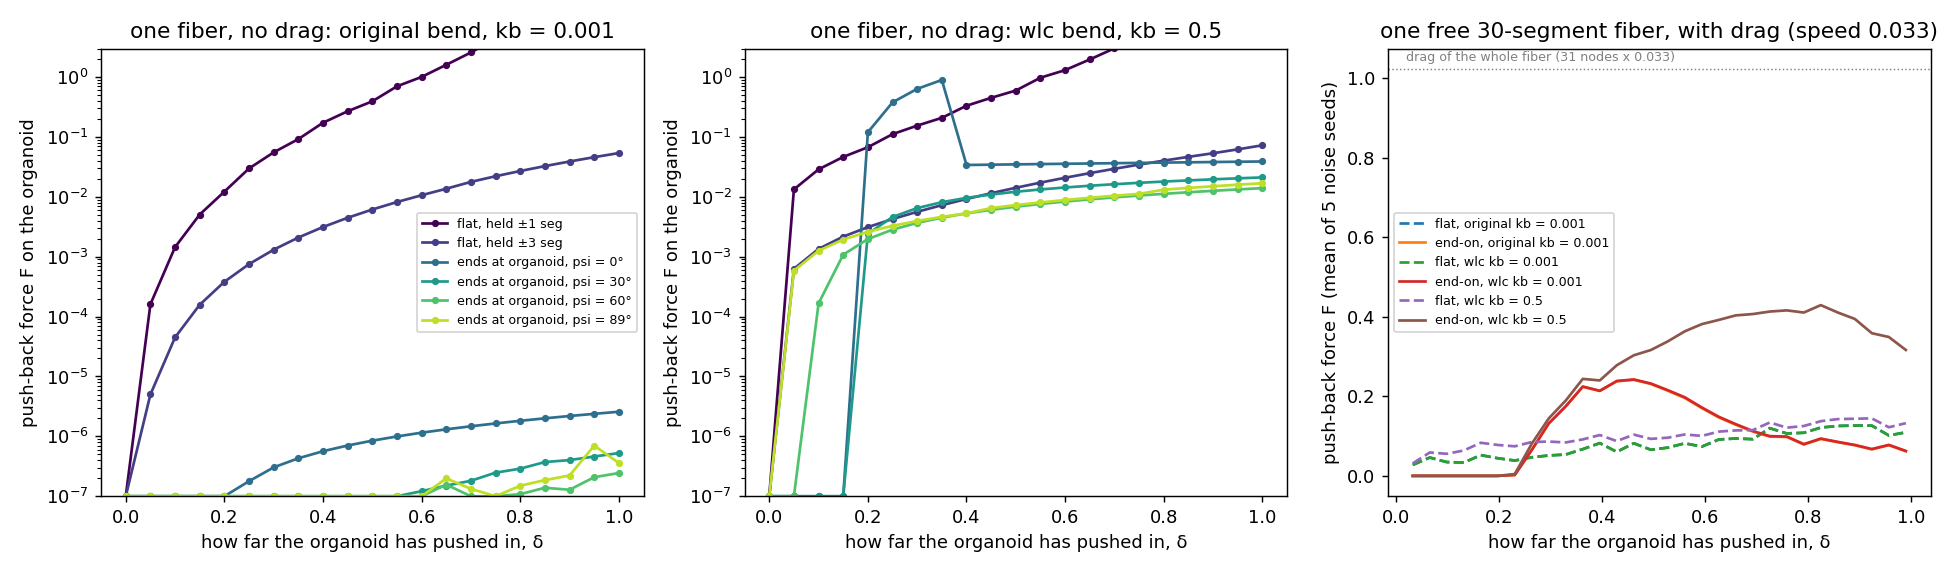 one fiber, no drag: original bend, kb = 0.001
push-back force F on the organoid
10⁰
10⁻¹
10⁻²
10⁻³
10⁻⁴
10⁻⁵
10⁻⁶
10⁻⁷
flat, held ±1 seg
flat, held ±3 seg
ends at organoid, psi = 0°
ends at organoid, psi = 30°
ends at organoid, psi = 60°
ends at organoid, psi = 89°
0.0 0.2 0.4 0.6 0.8 1.0
how far the organoid has pushed in, δ
one fiber, no drag: wlc bend, kb = 0.5
push-back force F on the organoid
10⁰
10⁻¹
10⁻²
10⁻³
10⁻⁴
10⁻⁵
10⁻⁶
10⁻⁷
0.0 0.2 0.4 0.6 0.8 1.0
how far the organoid has pushed in, δ
one free 30-segment fiber, with drag (speed 0.033)
drag of the whole fiber (31 nodes x 0.033)
push-back force F (mean of 5 noise seeds)
1.0
0.8
0.6
0.4
0.2
0.0
flat, original kb = 0.001
end-on, original kb = 0.001
flat, wlc kb = 0.001
end-on, wlc kb = 0.001
flat, wlc kb = 0.5
end-on, wlc kb = 0.5
0.0 0.2 0.4 0.6 0.8 1.0
how far the organoid has pushed in, δ